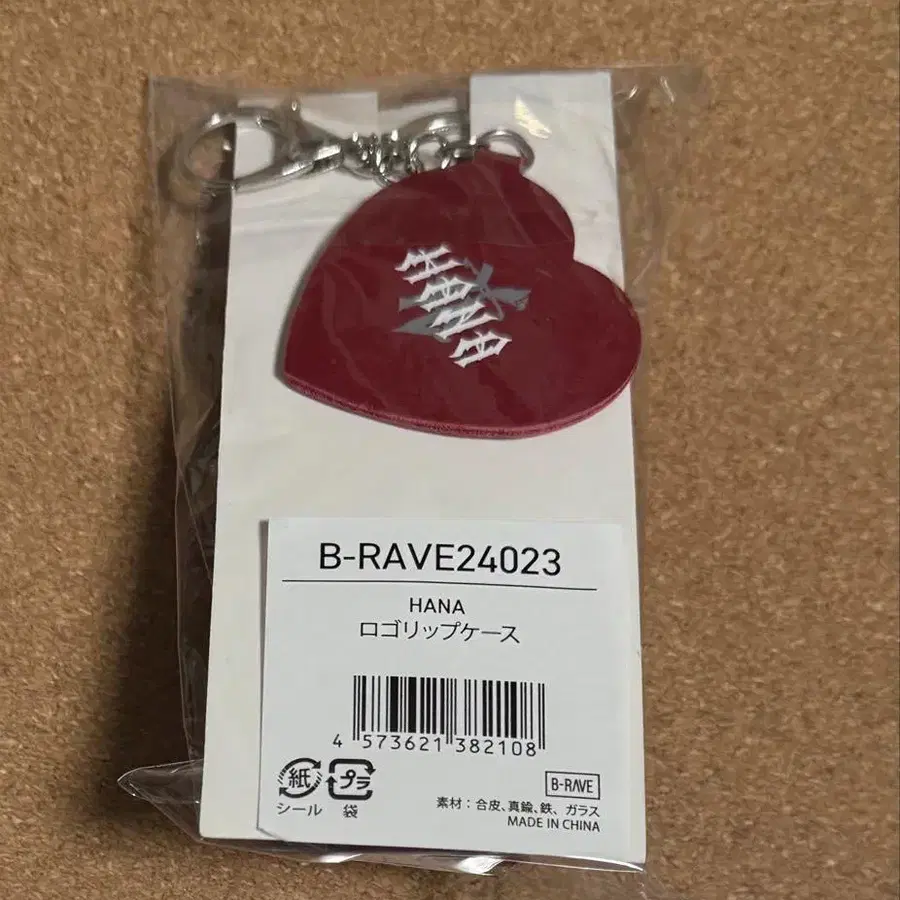 HANA
B-RAVE24023
HANA
ロゴリップケース
4 573621 382108
紙 プラ
シール 袋
B-RAVE
素材：合皮、真鍮、鉄、ガラス
MADE IN CHINA